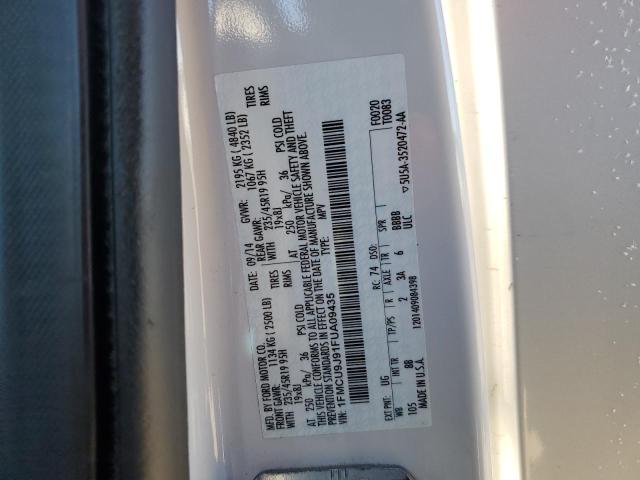 MFD. BY FORD MOTOR CO.
DATE: 09/14 GVWR: 2195 KG ( 4840 LB)
FRONT GAWR: 1134 KG ( 2500 LB) REAR GAWR: 1067 KG ( 2352 LB)
WITH 235/45R19 95H TIRES WITH 235/45R19 95H TIRES
19x8J RIMS 19x8J RIMS
AT 250 kPa/ 36 PSI COLD AT 250 kPa/ 36 PSI COLD
THIS VEHICLE CONFORMS TO ALL APPLICABLE FEDERAL MOTOR VEHICLE SAFETY AND THEFT
PREVENTION STANDARDS IN EFFECT ON THE DATE OF MANUFACTURE SHOWN ABOVE.
VIN: 1FMCU9J91FUA09435 TYPE: MPV
F0020
T0083
EXT PNT: UG RC: 74 DSO:
WB INT TR TP/PS R AXLE TR SPR
105 BB 2 3A 6 BBBB
1201409084398 ULC
MADE IN U.S.A. ▽5U5A-3520472-AA